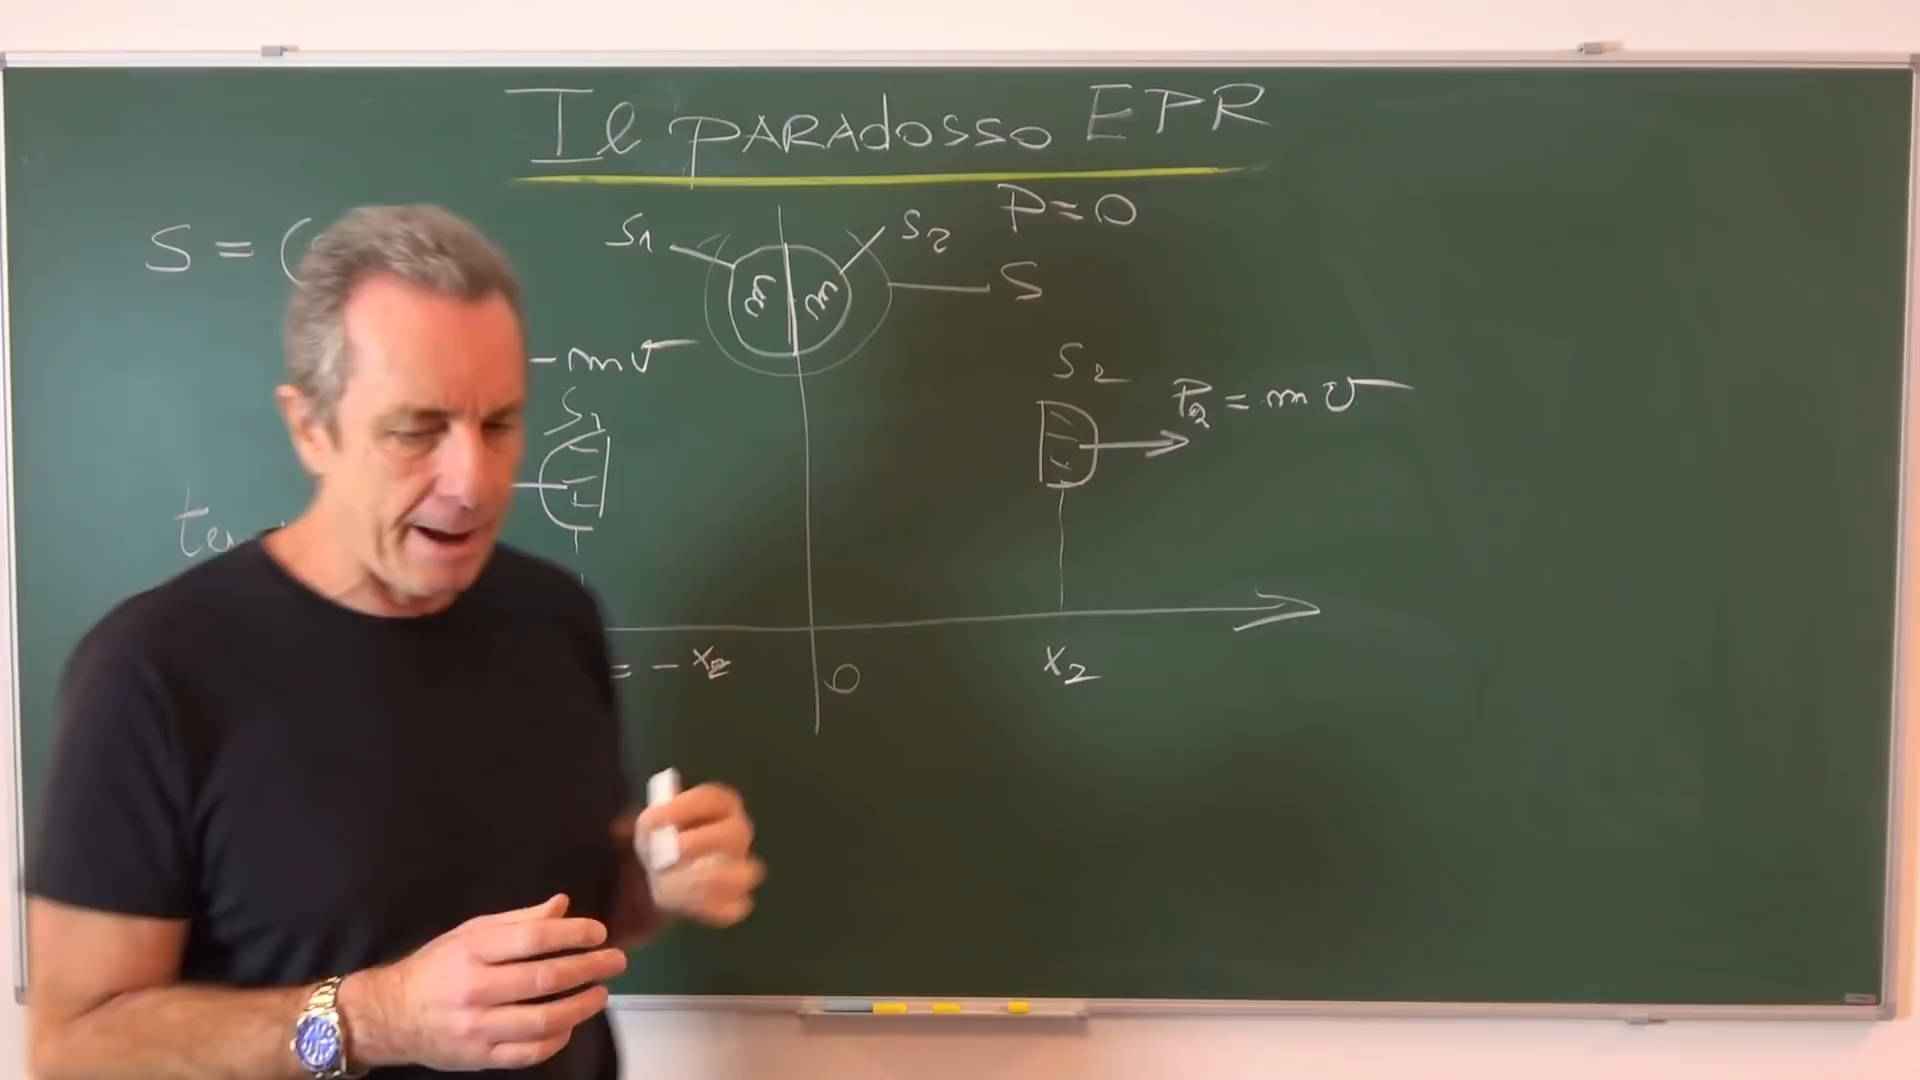 Il PARAdOSSO EPR
S = (
S1
S2
P=0
m
m
S
- mv
S1
S2
P2 = mv
= - x2
0
x2